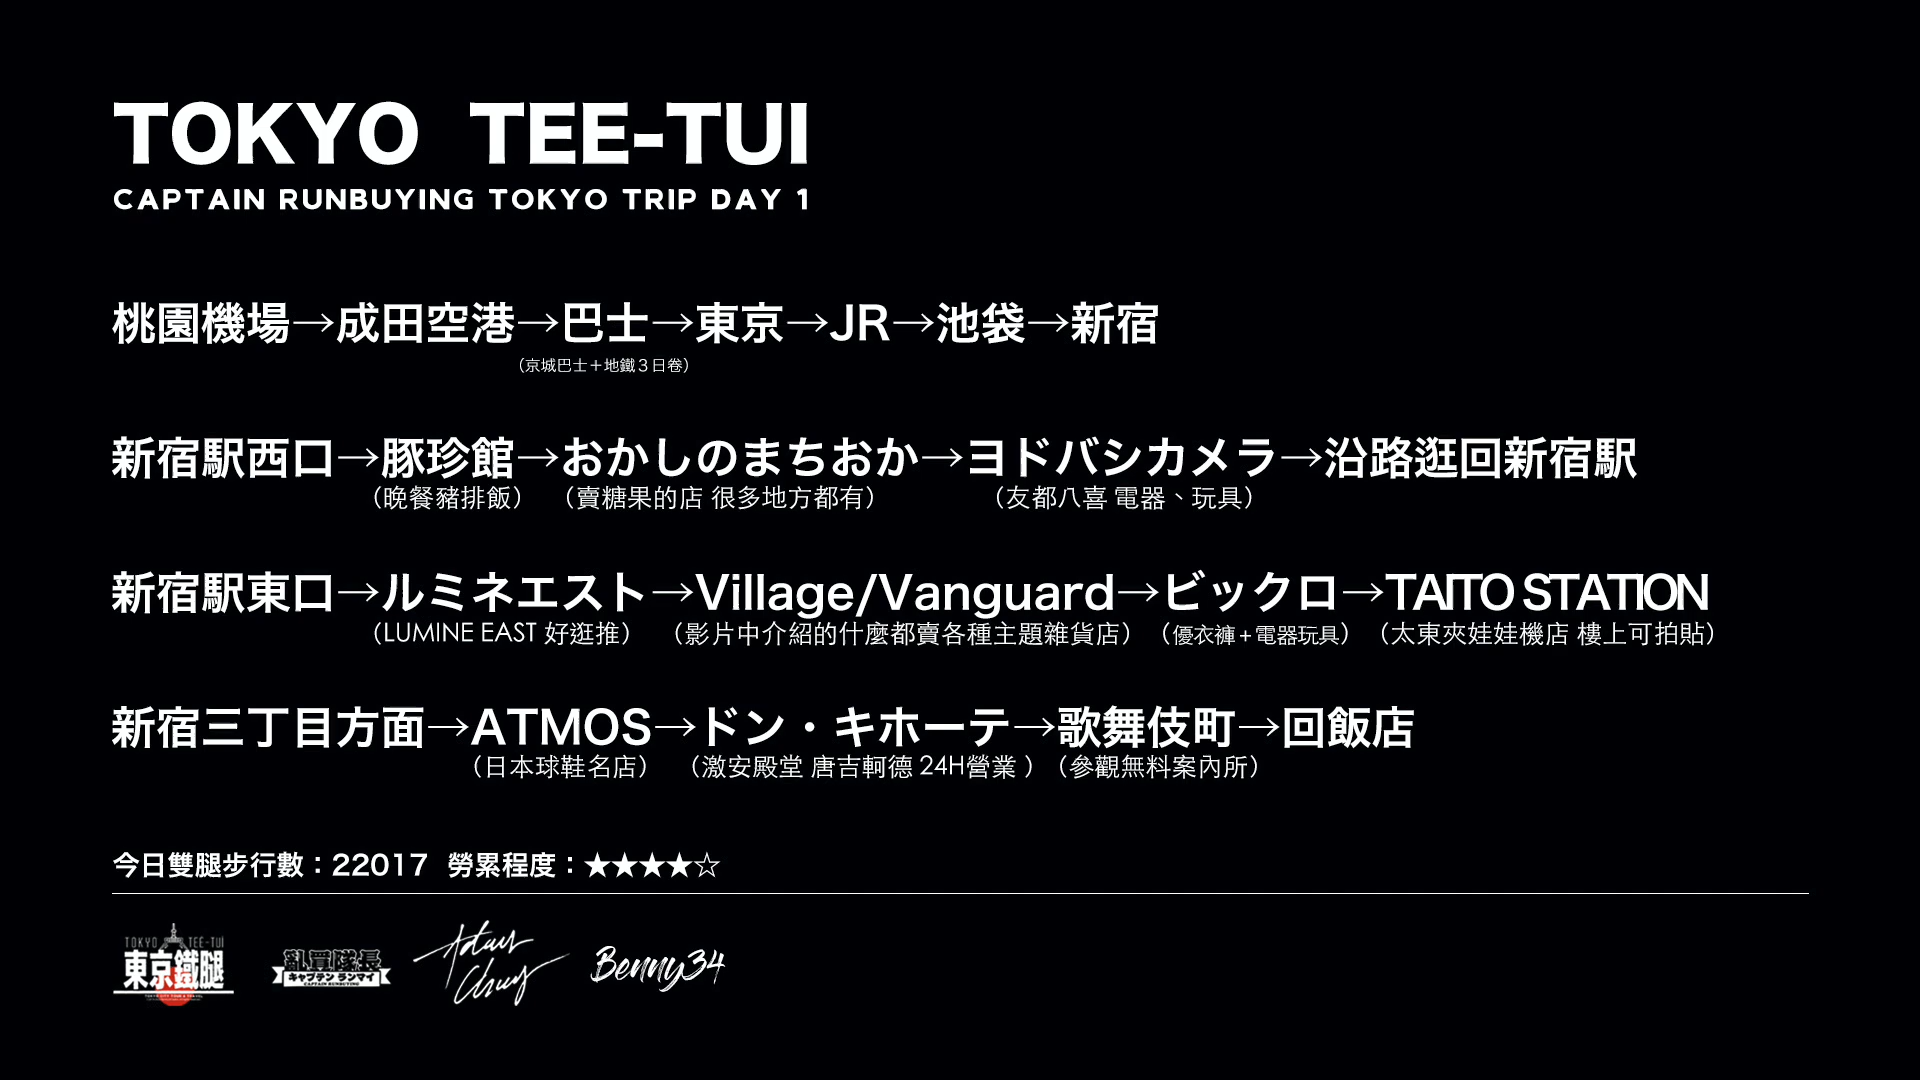 TOKYO TEE-TUI
CAPTAIN RUNBUYING TOKYO TRIP DAY 1
桃園機場→成田空港→巴士→東京→JR→池袋→新宿
（京城巴士＋地鐵３日卷）
新宿駅西口→豚珍館→おかしのまちおか→ヨドバシカメラ→沿路逛回新宿駅
（晚餐豬排飯） （賣糖果的店 很多地方都有） （友都八喜 電器、玩具）
新宿駅東口→ルミネエスト→Village/Vanguard→ビックロ→TAITO STATION
（LUMINE EAST 好逛推） （影片中介紹的什麼都賣各種主題雜貨店） （優衣褲+電器玩具） （太東夾娃娃機店 樓上可拍貼）
新宿三丁目方面→ATMOS→ドン・キホーテ→歌舞伎町→回飯店
（日本球鞋名店） （激安殿堂 唐吉軻德 24H營業 ） （參觀無料案內所）
今日雙腿步行數：22017 勞累程度：★★★★☆
TOKYO TEE-TUI
東京鐵腿
亂買隊長
キャプテン ランマイ
CAPTAIN RUNBUYING
Benny34